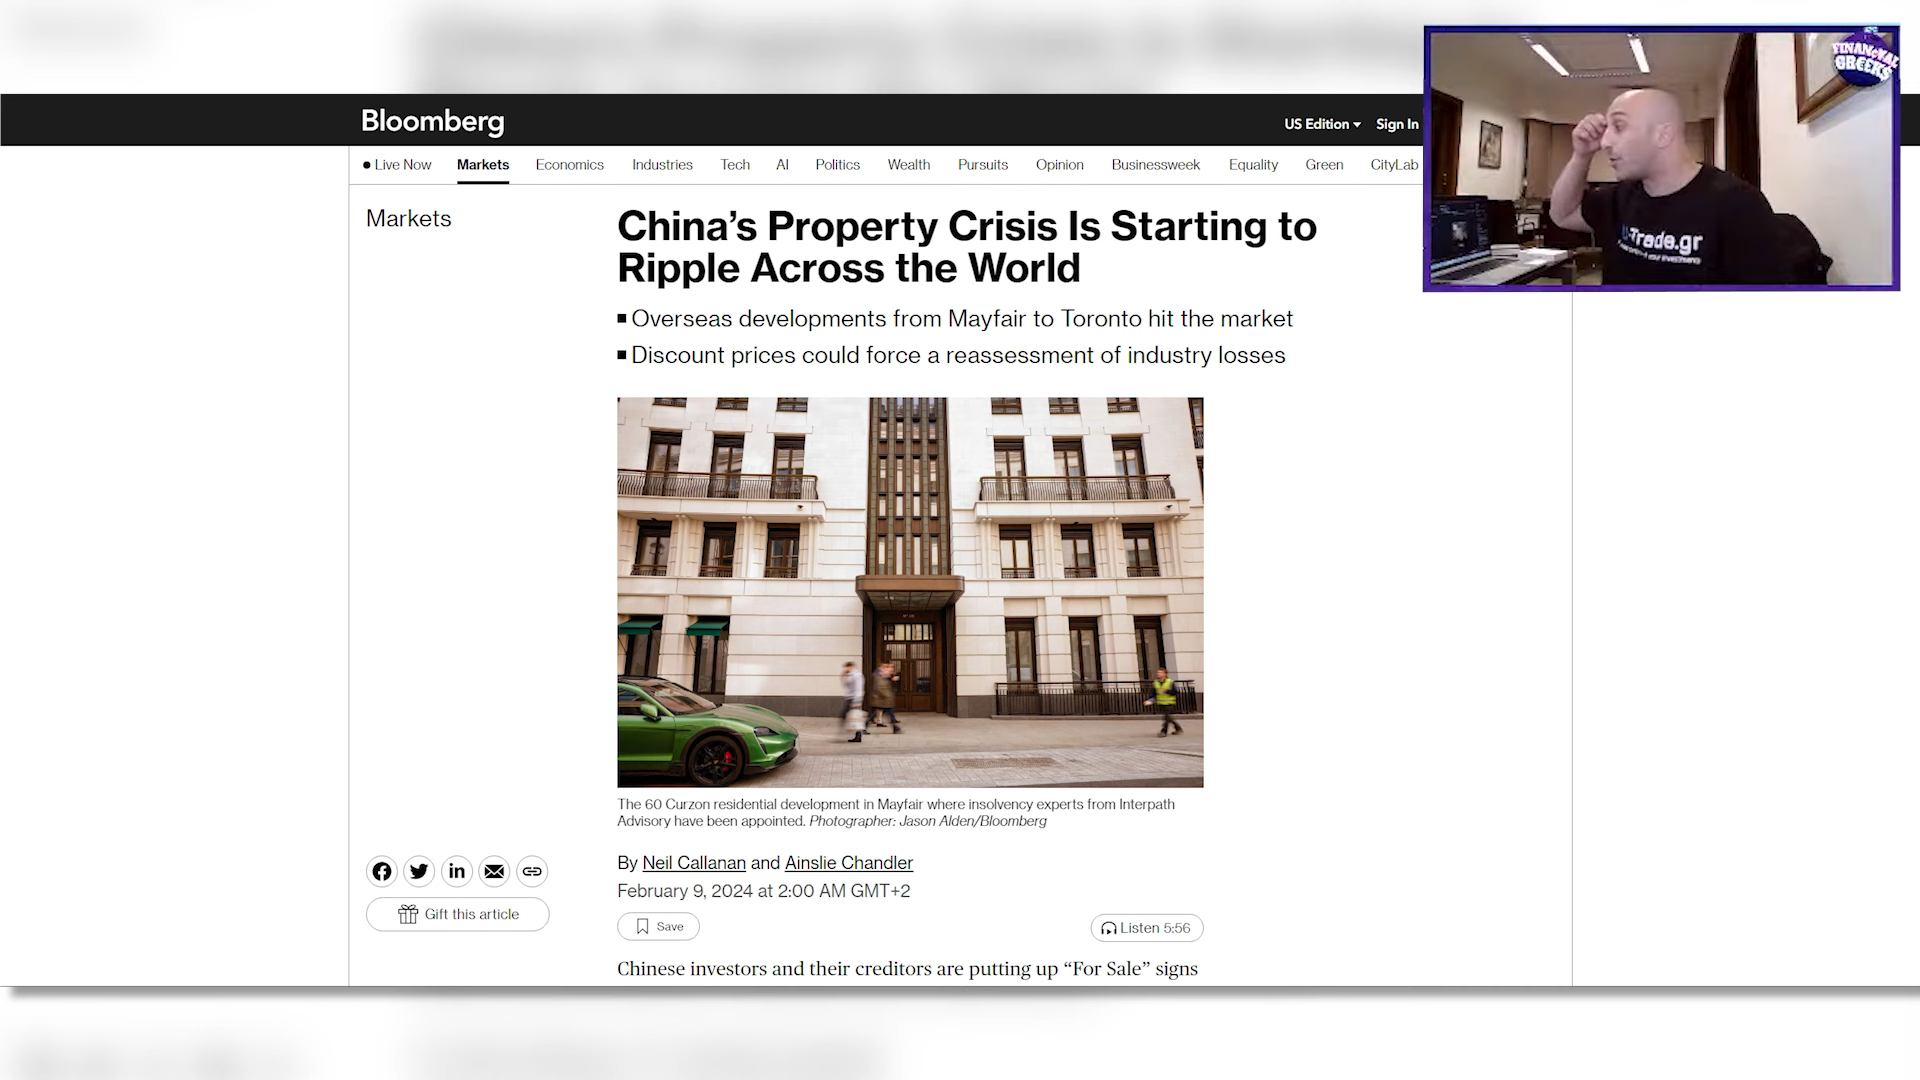 Bloomberg
US Edition
Sign In
Live Now
Markets
Economics
Industries
Tech
AI
Politics
Wealth
Pursuits
Opinion
Businessweek
Equality
Green
CityLab
Markets
China’s Property Crisis Is Starting to
Ripple Across the World
Overseas developments from Mayfair to Toronto hit the market
Discount prices could force a reassessment of industry losses
The 60 Curzon residential development in Mayfair where insolvency experts from Interpath
Advisory have been appointed. Photographer: Jason Alden/Bloomberg
By Neil Callanan and Ainslie Chandler
February 9, 2024 at 2:00 AM GMT+2
Gift this article
Save
Listen 5:56
Chinese investors and their creditors are putting up “For Sale” signs
FINANCIAL
GREEKS
Trade.gr